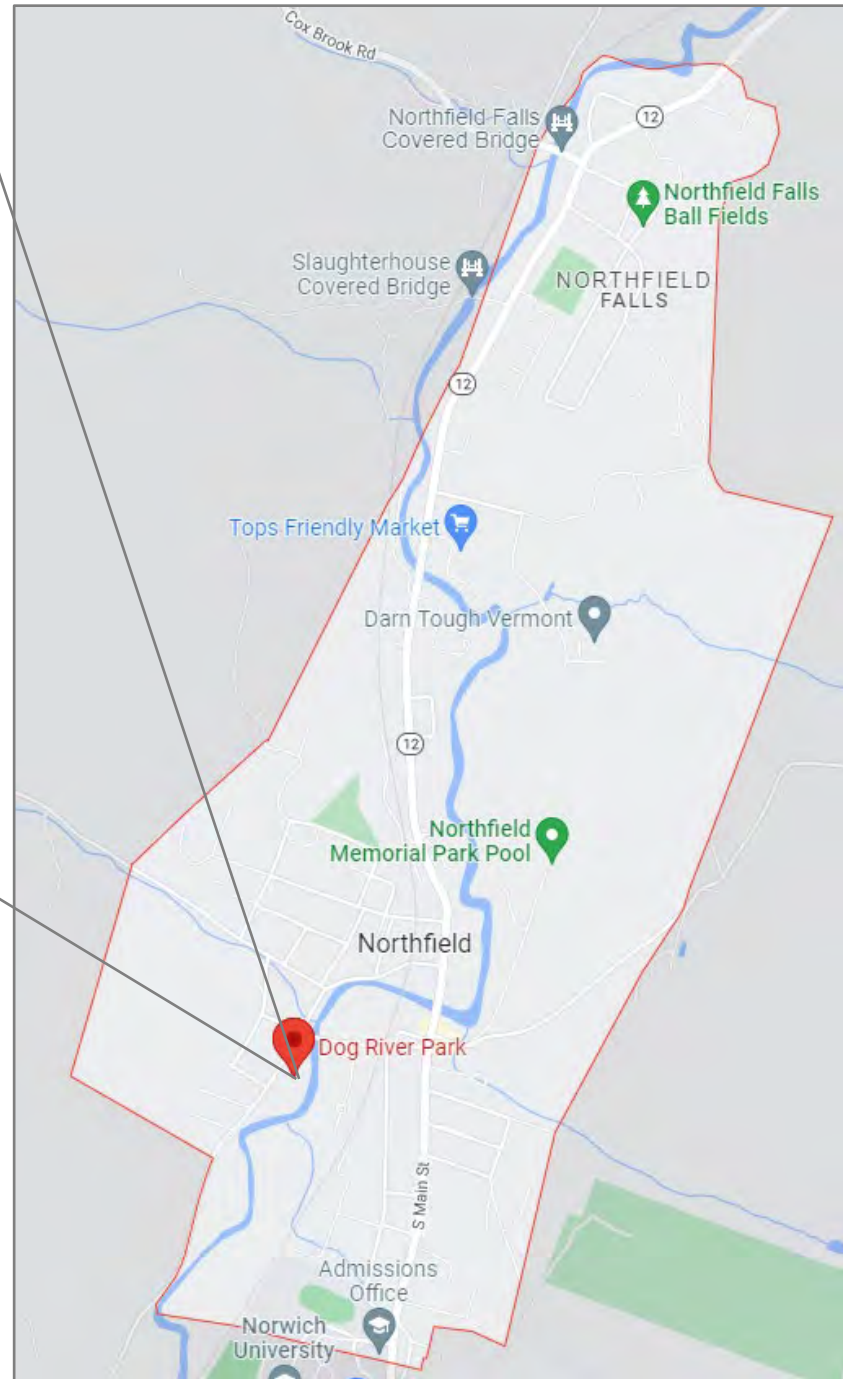 Cox Brook Rd
12
Northfield Falls
Covered Bridge
Northfield Falls
Ball Fields
Slaughterhouse
Covered Bridge
NORTHFIELD
FALLS
12
Tops Friendly Market
Darn Tough Vermont
12
Northfield
Memorial Park Pool
Northfield
Dog River Park
S Main St
Admissions
Office
Norwich
University